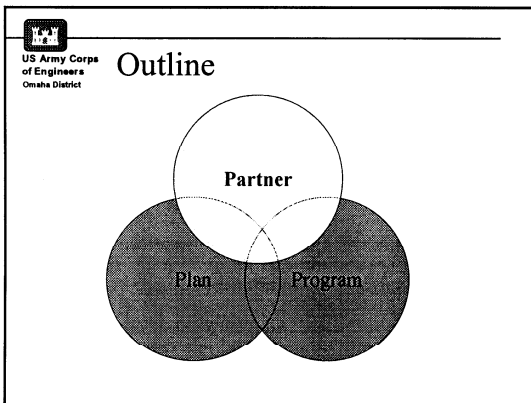 US Army Corps
of Engineers
Omaha District
Outline
Partner
Plan
Program